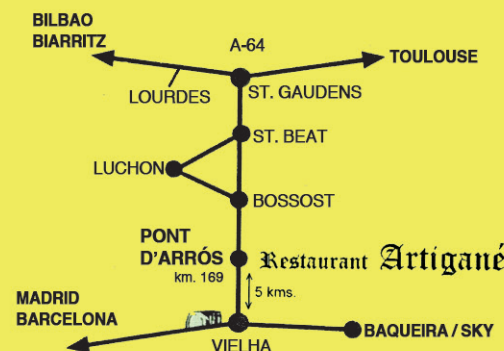 BILBAO
BIARRITZ
A-64
TOULOUSE
LOURDES
ST. GAUDENS
ST. BEAT
LUCHON
BOSSOST
PONT
D'ARRÓS
km. 169
Restaurant Artigané
5 kms.
MADRID
BARCELONA
BAQUEIRA / SKY
VIELHA